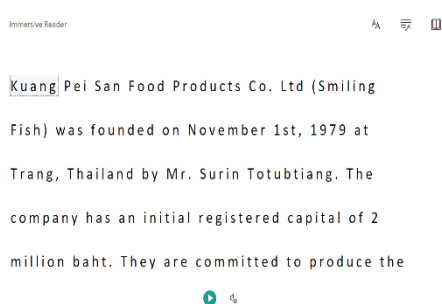 Immersive Reader
Kuang Pei San Food Products Co. Ltd (Smiling
Fish) was founded on November 1st, 1979 at
Trang, Thailand by Mr. Surin Totubtiang. The
company has an initial registered capital of 2
million baht. They are committed to produce the